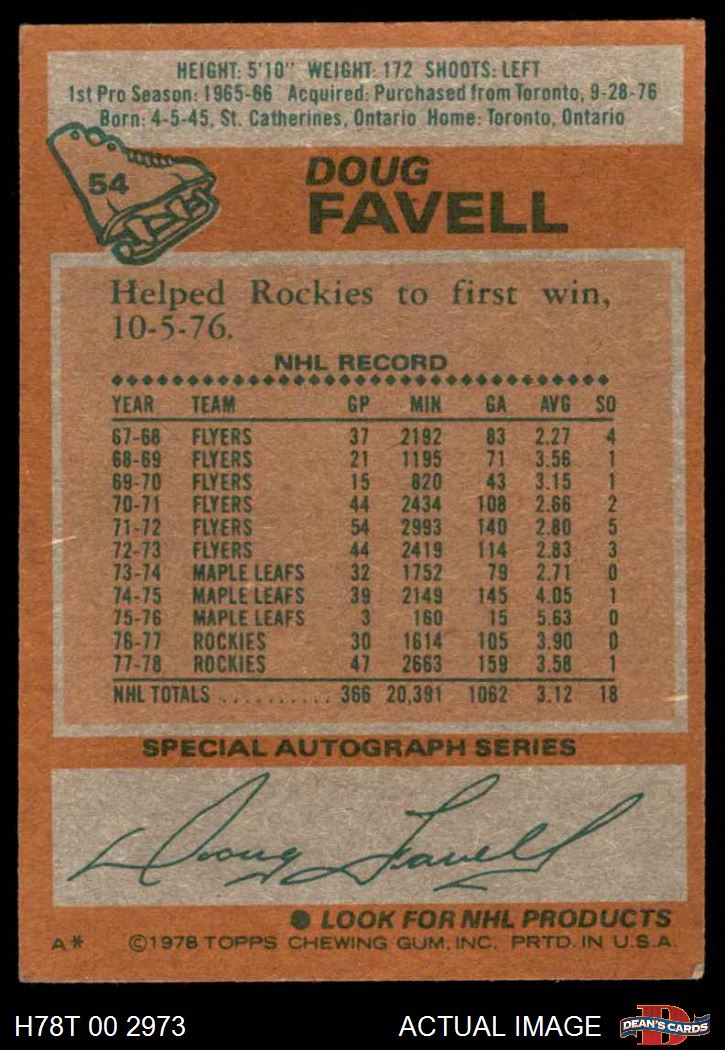 HEIGHT: 5'10" WEIGHT: 172 SHOOTS: LEFT
1st Pro Season: 1965-66 Acquired: Purchased from Toronto, 9-28-76
Born: 4-5-45, St. Catherines, Ontario Home: Toronto, Ontario
54
DOUG
FAVELL
Helped Rockies to first win,
10-5-76.
NHL RECORD
YEAR TEAM GP MIN GA AVG SO
67-68 FLYERS 37 2192 83 2.27 4
68-69 FLYERS 21 1195 71 3.56 1
69-70 FLYERS 15 820 43 3.15 1
70-71 FLYERS 44 2434 108 2.66 2
71-72 FLYERS 54 2993 140 2.80 5
72-73 FLYERS 44 2419 114 2.83 3
73-74 MAPLE LEAFS 32 1752 79 2.71 0
74-75 MAPLE LEAFS 39 2149 145 4.05 1
75-76 MAPLE LEAFS 3 160 15 5.63 0
76-77 ROCKIES 30 1614 105 3.90 0
77-78 ROCKIES 47 2663 159 3.58 1
NHL TOTALS .......... 366 20,391 1062 3.12 18
SPECIAL AUTOGRAPH SERIES
Doug Favell
LOOK FOR NHL PRODUCTS
A* ©1978 TOPPS CHEWING GUM, INC. PRTD. IN U.S.A.
H78T 00 2973 ACTUAL IMAGE D DEAN'S CARDS